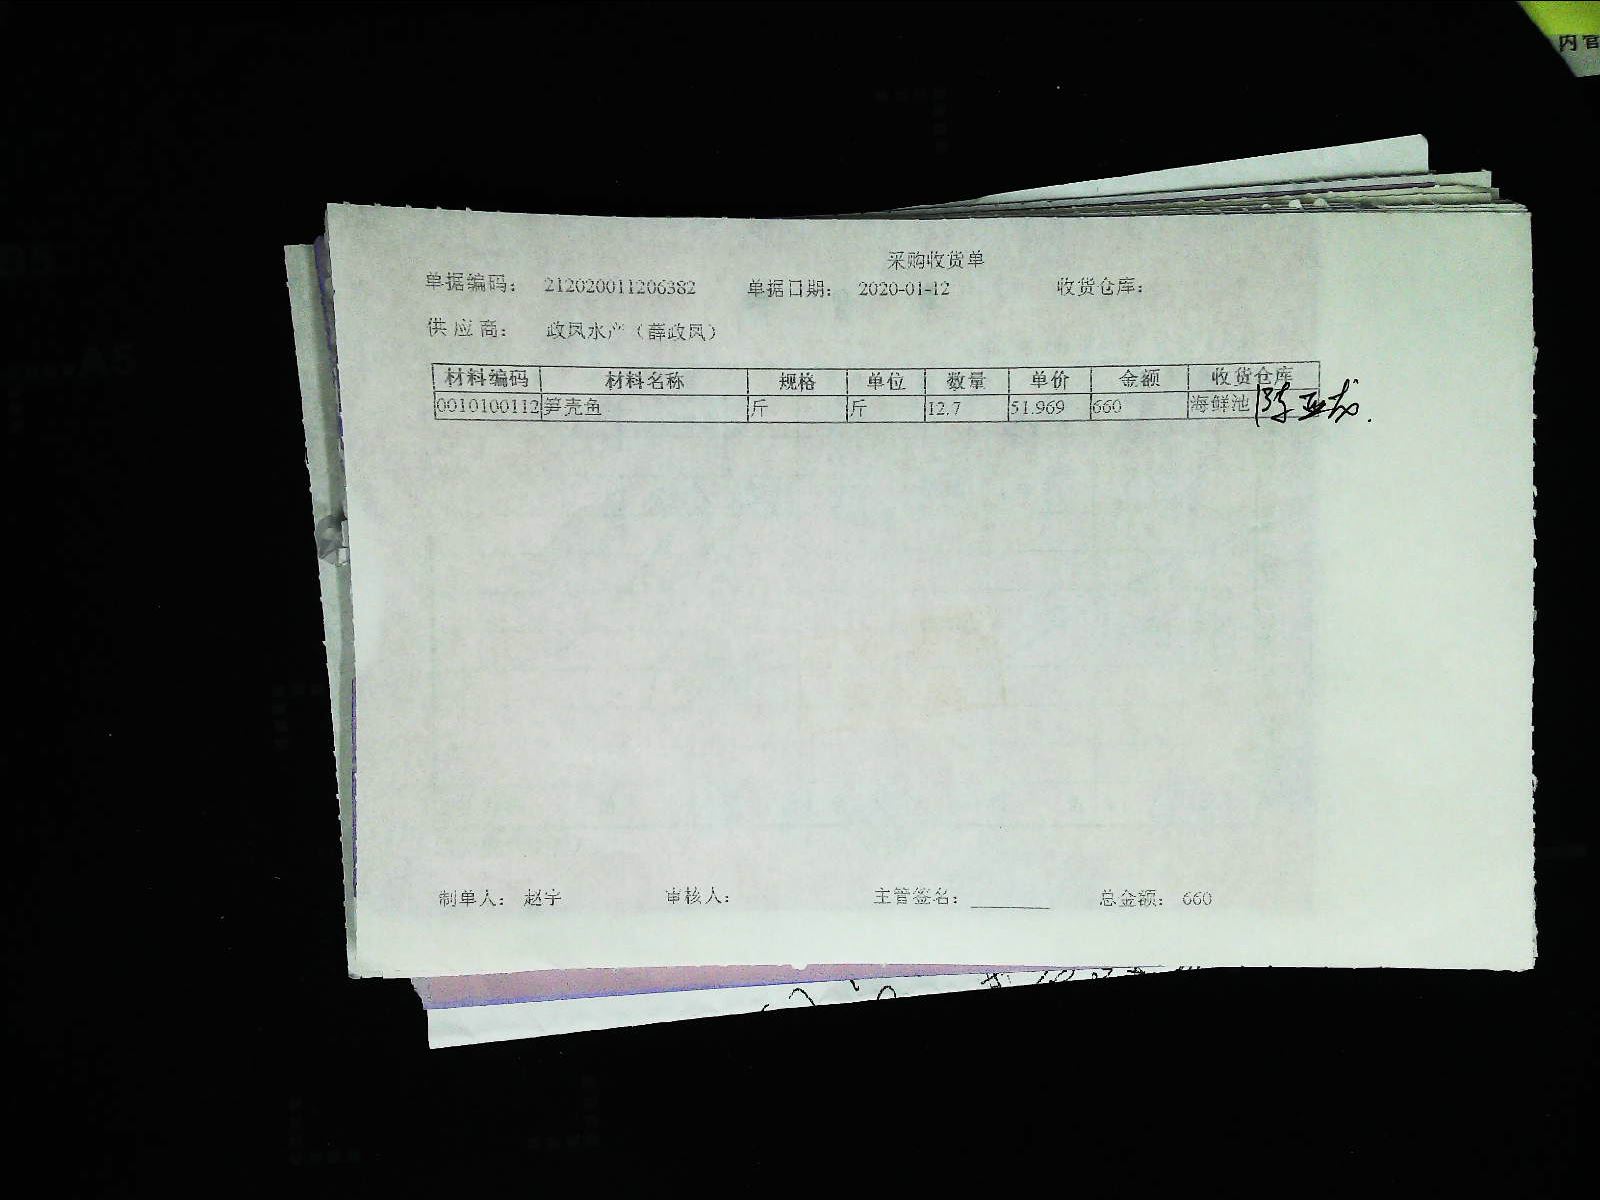 内管
采购收货单
单据编码： 212020011206382 单据日期： 2020-01-12 收货仓库：
供应商： 政凤水产（薛政凤）
材料编码 材料名称 规格 单位 数量 单价 金额 收货仓库
0010100112 笋壳鱼 斤 斤 12.7 51.969 660 海鲜池
制单人： 赵宇 审核人： 主管签名： ________ 总金额： 660